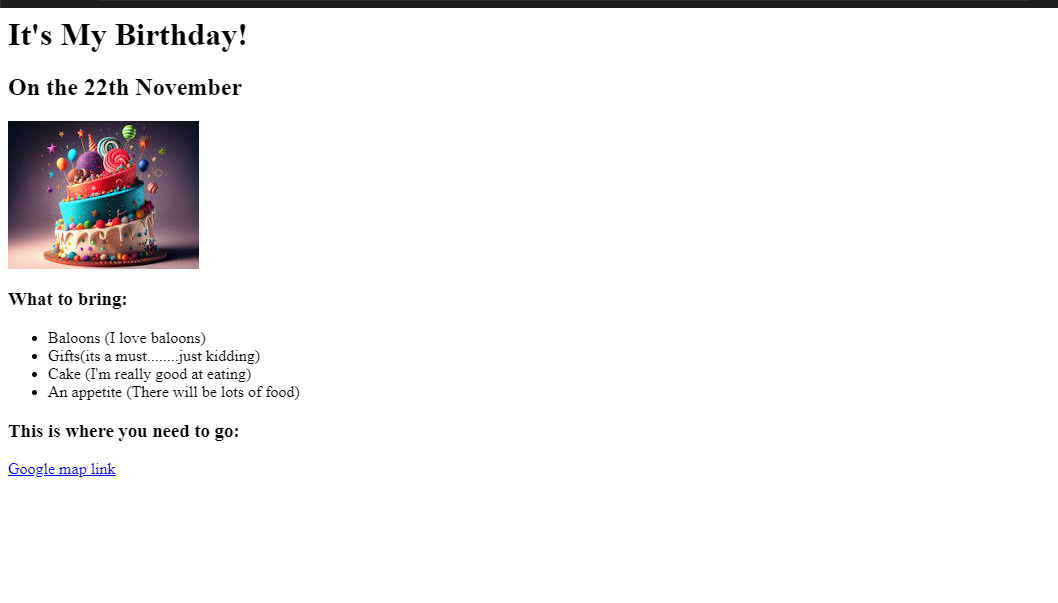 It's My Birthday!
On the 22th November
What to bring:
Baloons (I love baloons)
Gifts(its a must........just kidding)
Cake (I'm really good at eating)
An appetite (There will be lots of food)
This is where you need to go:
Google map link